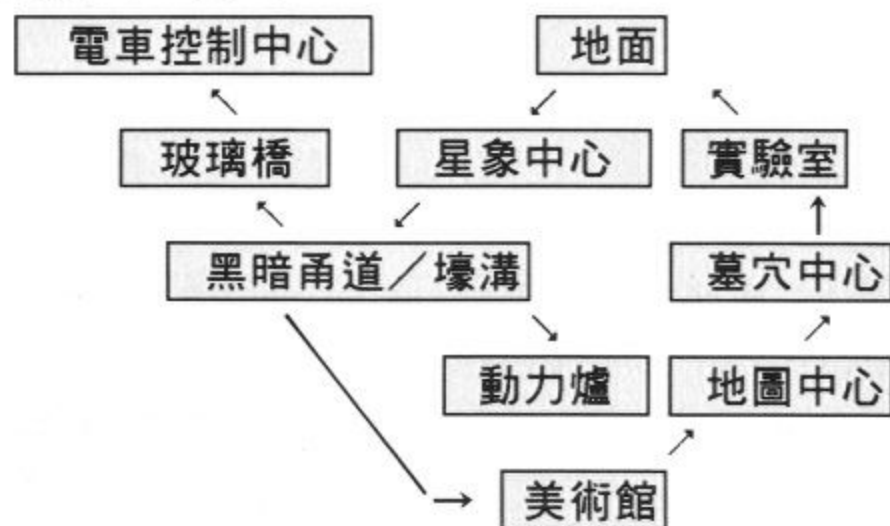 電車控制中心 地面
玻璃橋 星象中心 實驗室
黑暗甬道／壕溝 墓穴中心
動力爐 地圖中心
美術館